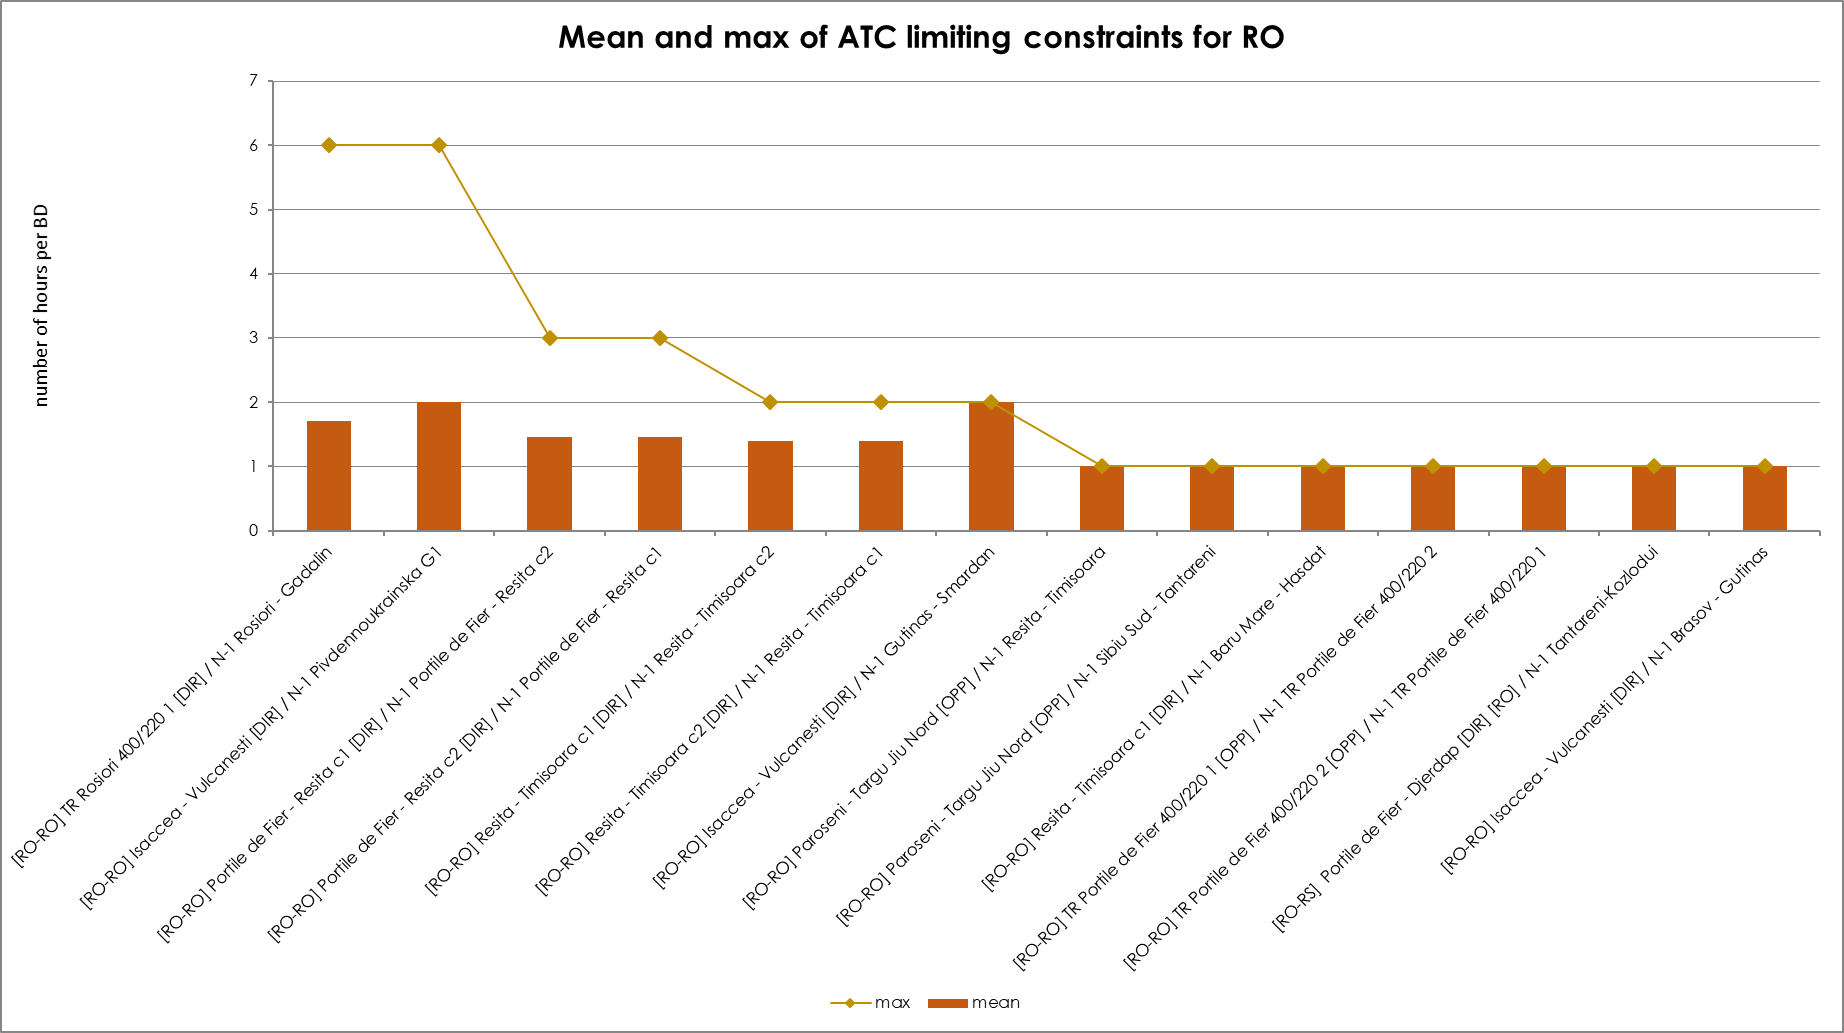 Mean and max of ATC limiting constraints for RO
number of hours per BD
7
6
5
4
3
2
1
0
[RO-RO] TR Rosiori 400/220 1 [DIR] / N-1 Rosiori - Gadalin
[RO-RO] Isaccea - Vulcanesti [DIR] / N-1 Pivdennoukrainska G1
[RO-RO] Portile de Fier - Resita c1 [DIR] / N-1 Portile de Fier - Resita c2
[RO-RO] Portile de Fier - Resita c2 [DIR] / N-1 Portile de Fier - Resita c1
[RO-RO] Resita - Timisoara c1 [DIR] / N-1 Resita - Timisoara c2
[RO-RO] Resita - Timisoara c2 [DIR] / N-1 Resita - Timisoara c1
[RO-RO] Isaccea - Vulcanesti [DIR] / N-1 Gutinas - Smardan
[RO-RO] Paroseni - Targu Jiu Nord [OPP] / N-1 Resita - Timisoara
[RO-RO] Paroseni - Targu Jiu Nord [OPP] / N-1 Sibiu Sud - Tantareni
[RO-RO] Resita - Timisoara c1 [DIR] / N-1 Baru Mare - Hasdat
[RO-RO] TR Portile de Fier 400/220 1 [OPP] / N-1 TR Portile de Fier 400/220 2
[RO-RO] TR Portile de Fier 400/220 2 [OPP] / N-1 TR Portile de Fier 400/220 1
[RO-RS] Portile de Fier - Djerdap [DIR] [RO] / N-1 Tantareni-Kozlodui
[RO-RO] Isaccea - Vulcanesti [DIR] / N-1 Brasov - Gutinas
max
mean